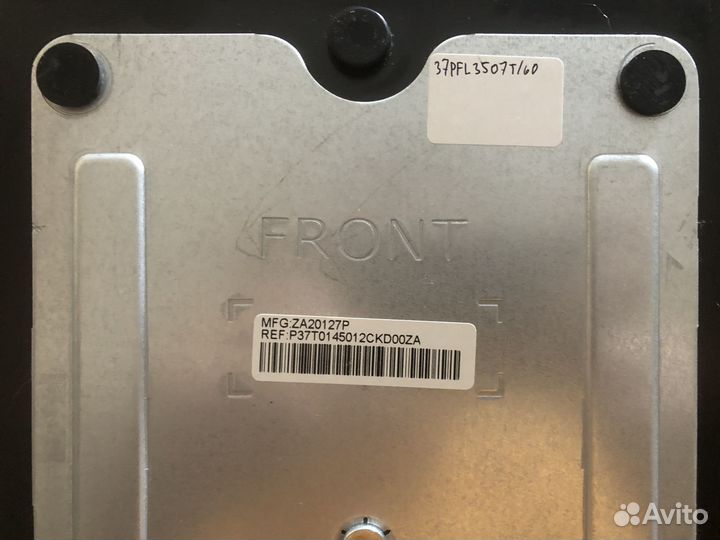 37PFL3507T/60
FRONT
MFG:ZA20127P
REF:P37T0145012CKD00ZA
Avito